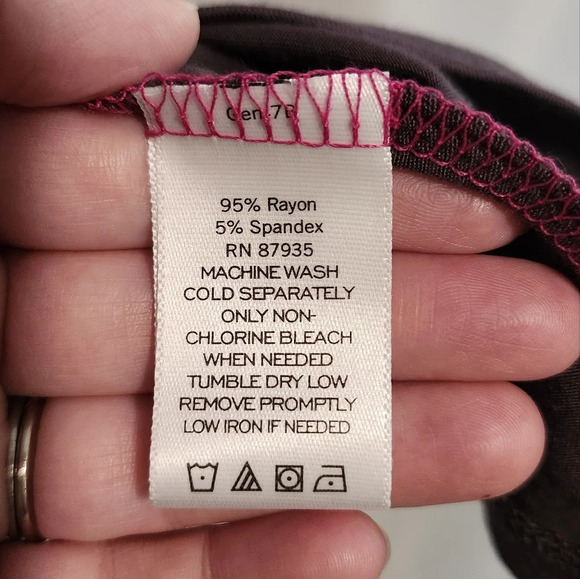 95% Rayon
5% Spandex
RN 87935
MACHINE WASH
COLD SEPARATELY
ONLY NON-
CHLORINE BLEACH
WHEN NEEDED
TUMBLE DRY LOW
REMOVE PROMPTLY
LOW IRON IF NEEDED